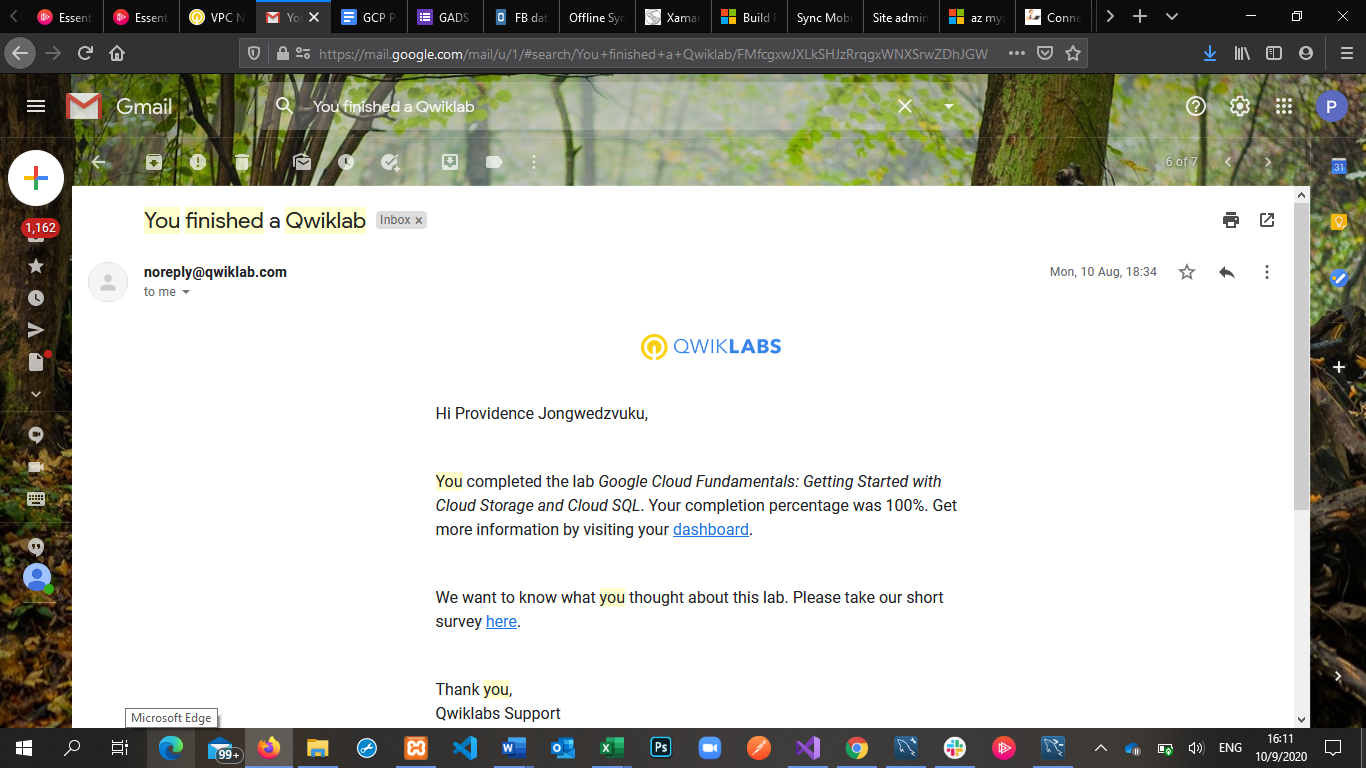 Essent
Essent
VPC N
You
GCP P
GADS
FB dat
Offline Syn
Xamar
Build P
Sync Mobi
Site admin
az mys
Conne
https://mail.google.com/mail/u/1/#search/You+finished+a+Qwiklab/FMfcgxwJXLkSHJzRrqgxWNXSrwZDhJGW
Gmail
You finished a Qwiklab
P
6 of 7
31
1,162
You finished a Qwiklab Inbox ×
noreply@qwiklab.com
Mon, 10 Aug, 18:34
to me
QWIKLABS
Hi Providence Jongwedzvuku,
You completed the lab Google Cloud Fundamentals: Getting Started with
Cloud Storage and Cloud SQL. Your completion percentage was 100%. Get
more information by visiting your dashboard.
We want to know what you thought about this lab. Please take our short
survey here.
Thank you,
Qwiklabs Support
Microsoft Edge
99+
Ps
ENG
16:11
10/9/2020